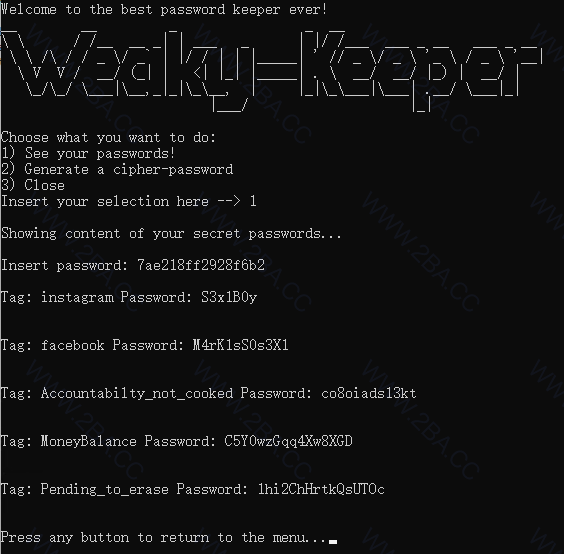 Welcome to the best password keeper ever!
Weaky-Keeper
Choose what you want to do:
1) See your passwords!
2) Generate a cipher-password
3) Close
Insert your selection here --> 1
Showing content of your secret passwords...
Insert password: 7ae218ff2928f6b2
Tag: instagram Password: S3x1B0y
Tag: facebook Password: M4rK1sS0s3X1
Tag: Accountabilty_not_cooked Password: co8oiads13kt
Tag: MoneyBalance Password: C5Y0wzGqq4Xw8XGD
Tag: Pending_to_erase Password: 1hi2ChHrtkQsUTOc
Press any button to return to the menu...
WWW.2BA.CC